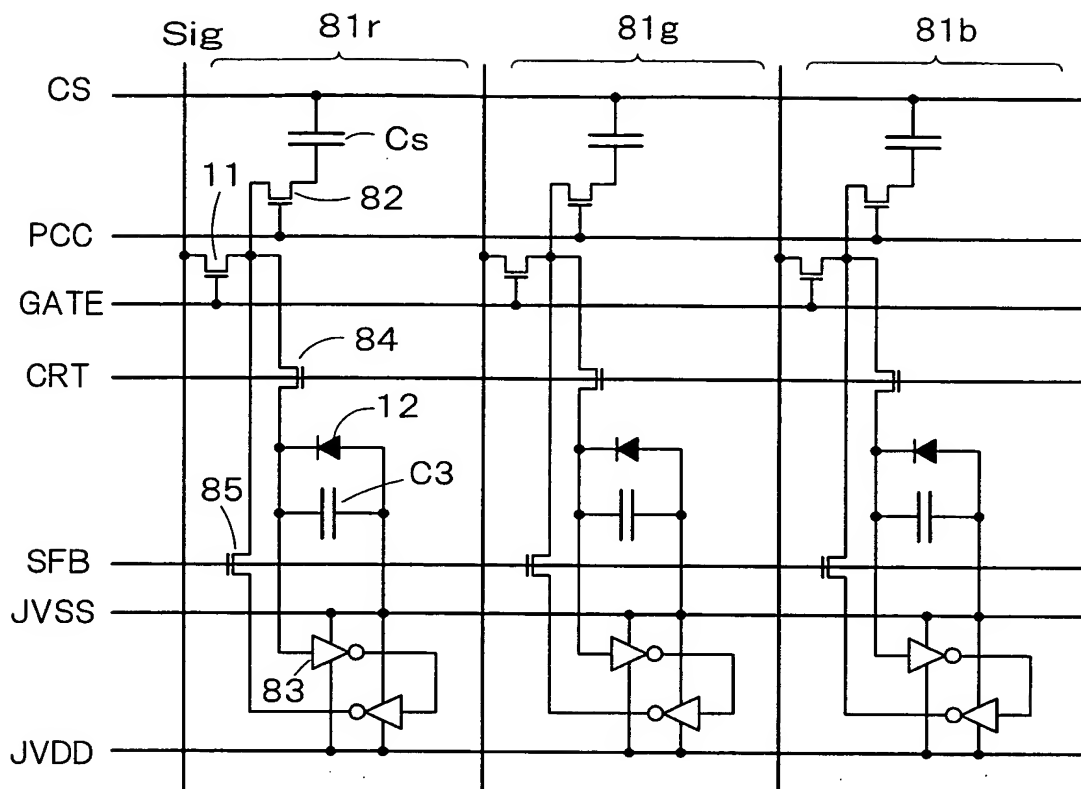 Sig 81r 81g 81b
CS
Cs
11
82
PCC
GATE
84
CRT
12
C3
85
SFB
JVSS
83
JVDD